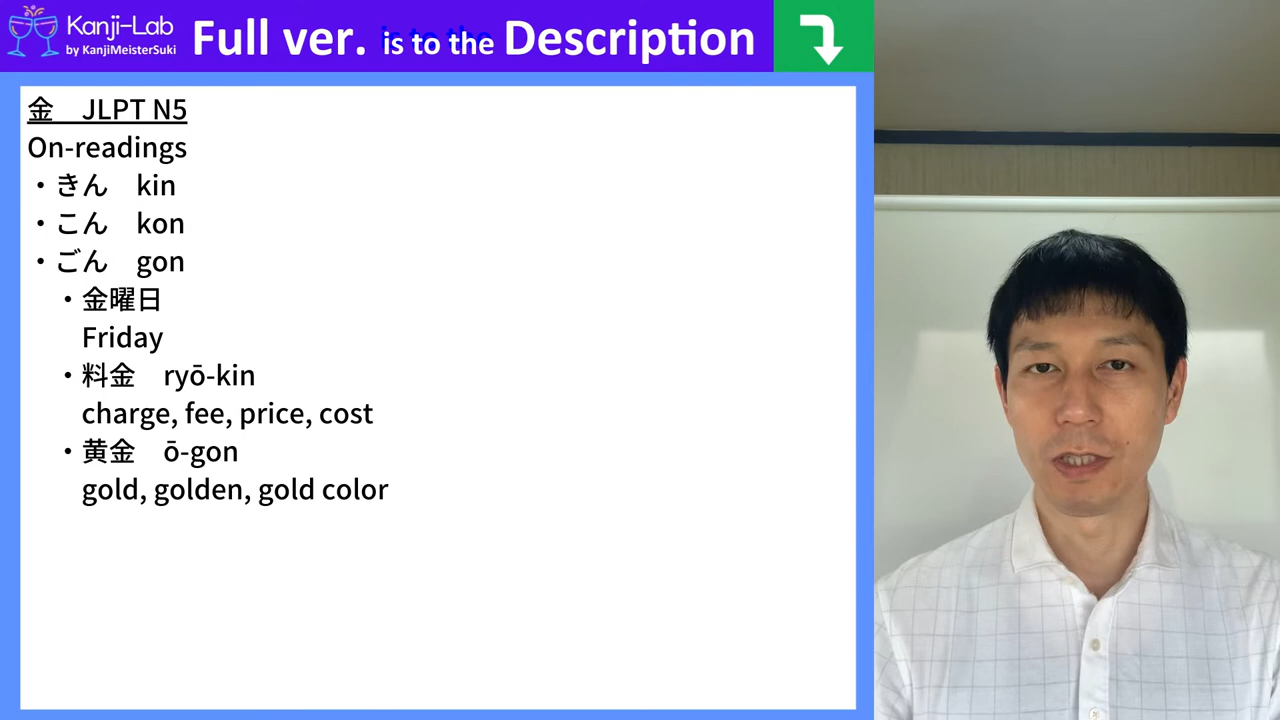 Kanji-Lab
by KanjiMeisterSuki
Full ver. is to the Description
金　JLPT N5
On-readings
・きん　kin
・こん　kon
・ごん　gon
・金曜日
Friday
・料金　ryō-kin
charge, fee, price, cost
・黄金　ō-gon
gold, golden, gold color